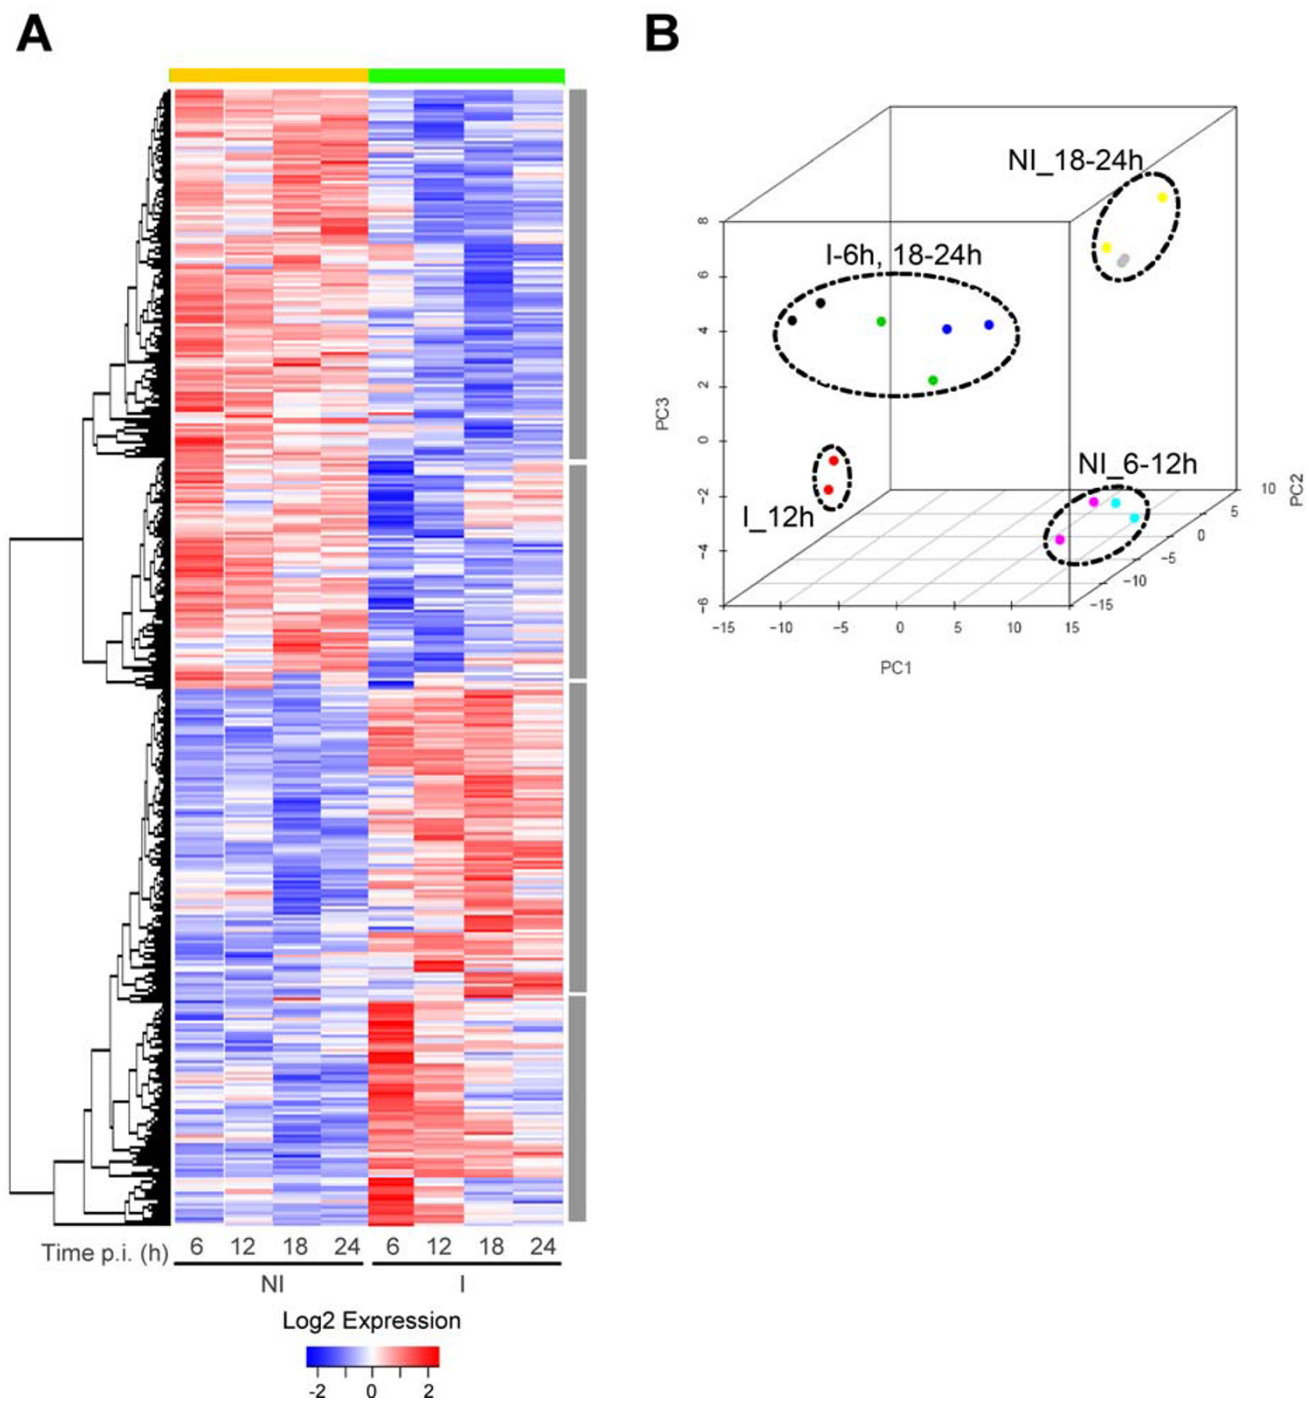 A
Time p.i. (h) 6 12 18 24 6 12 18 24
NI I
Log2 Expression
-2 0 2
B
NI_18-24h
I-6h, 18-24h
NI_6-12h
I_12h
PC3
8
6
4
2
0
−2
−4
−6
−15 −10 −5 0 5 10 15
PC1
10
5
0
−5
−10
−15
PC2